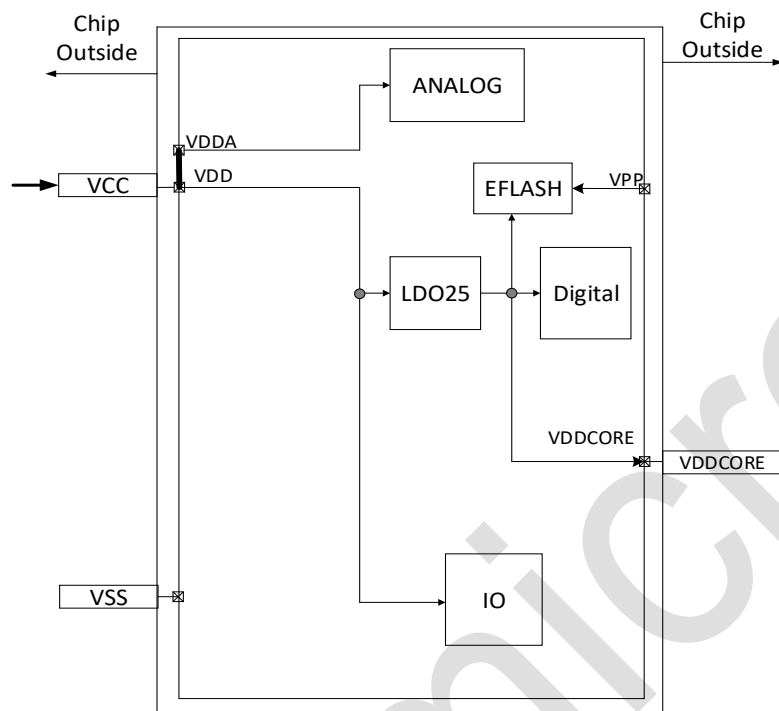 Chip
Outside
Chip
Outside
ANALOG
VDDA
VCC
VDD
EFLASH
VPP
LDO25
Digital
VDDCORE
VDDCORE
VSS
IO